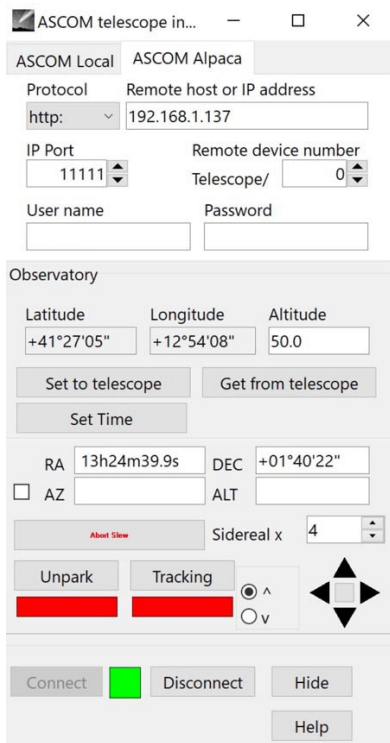 ASCOM telescope in...
ASCOM Local ASCOM Alpaca
Protocol Remote host or IP address
http: 192.168.1.137
IP Port Remote device number
11111 Telescope/ 0
User name Password
Observatory
Latitude Longitude Altitude
+41°27'05" +12°54'08" 50.0
Set to telescope Get from telescope
Set Time
RA 13h24m39.9s DEC +01°40'22"
AZ ALT
Abort Slew Sidereal x 4
Unpark Tracking
^
v
Connect Disconnect Hide
Help